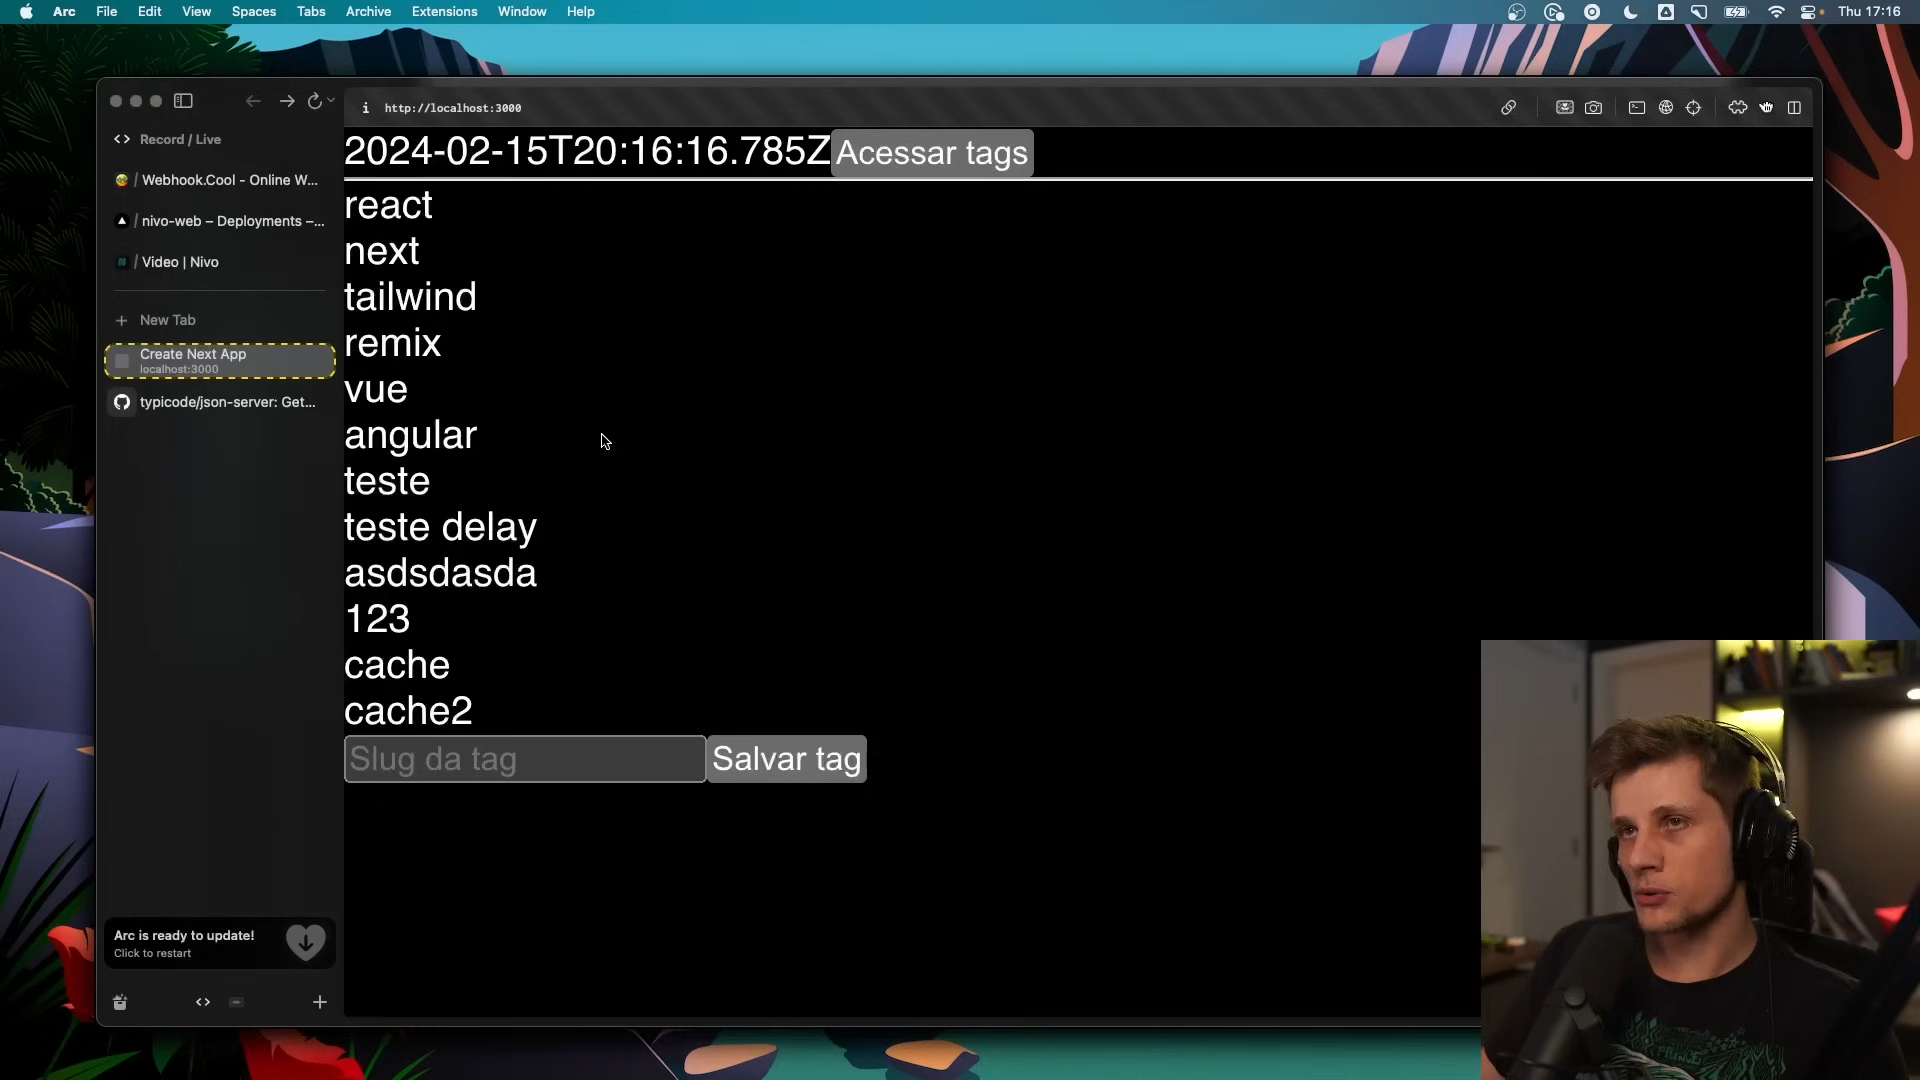 Arc File Edit View Spaces Tabs Archive Extensions Window Help Thu 17:16
http://localhost:3000
Record / Live
/ Webhook.Cool - Online W...
/ nivo-web – Deployments –...
/ Video | Nivo
+ New Tab
Create Next App
localhost:3000
typicode/json-server: Get...
Arc is ready to update!
Click to restart
2024-02-15T20:16:16.785Z Acessar tags
react
next
tailwind
remix
vue
angular
teste
teste delay
asdsdasda
123
cache
cache2
Slug da tag Salvar tag